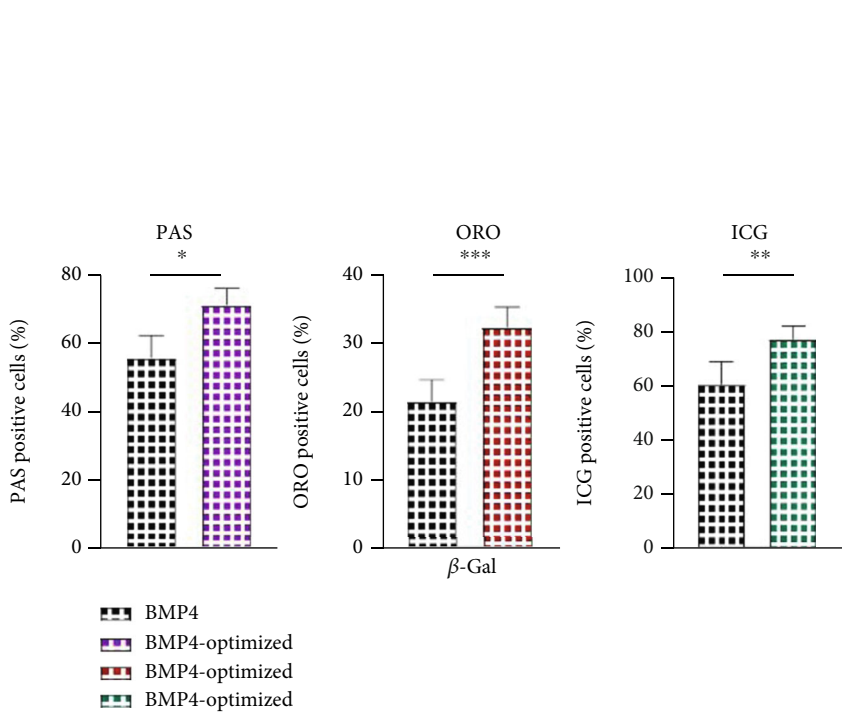 PAS
*
80
60
40
20
0
PAS positive cells (%)
ORO
***
40
30
20
10
0
ORO positive cells (%)
β-Gal
ICG
**
100
80
60
40
20
0
ICG positive cells (%)
BMP4
BMP4-optimized
BMP4-optimized
BMP4-optimized